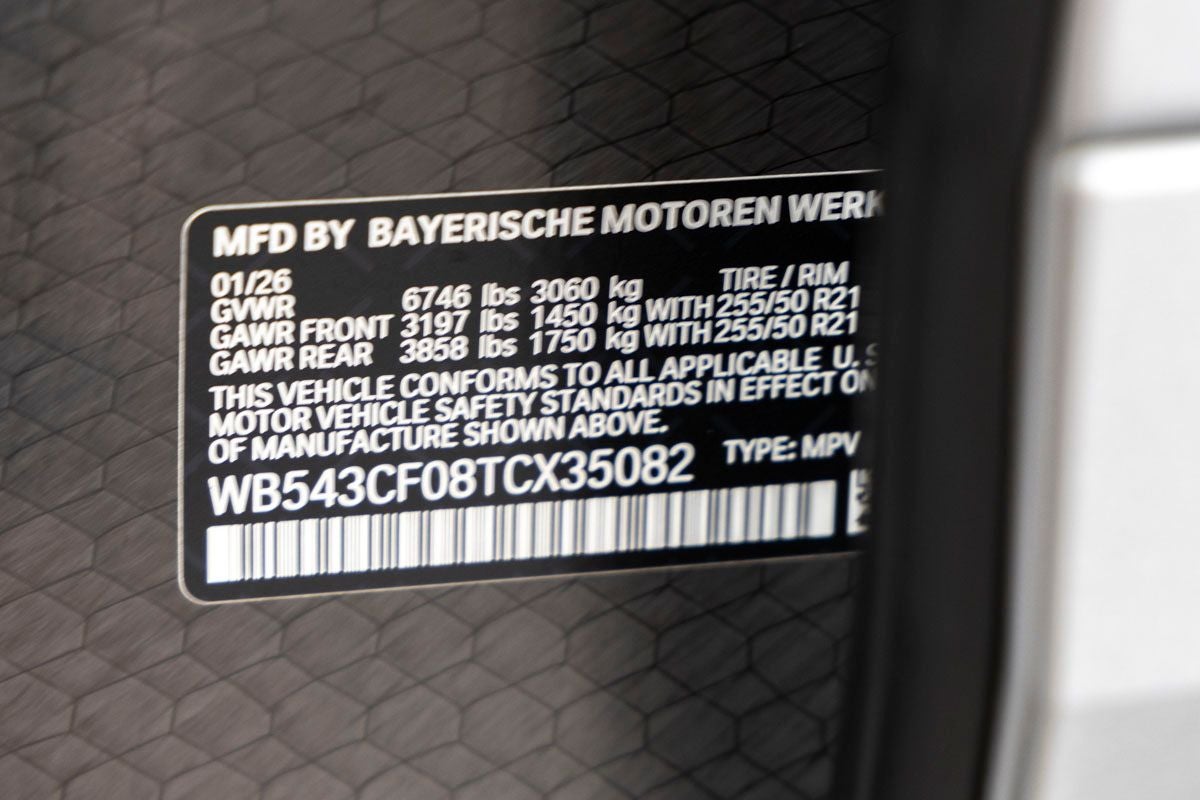 MFD BY BAYERISCHE MOTOREN WERK
01/26 TIRE / RIM
GVWR 6746 lbs 3060 kg
GAWR FRONT 3197 lbs 1450 kg WITH 255/50 R21
GAWR REAR 3858 lbs 1750 kg WITH 255/50 R21
THIS VEHICLE CONFORMS TO ALL APPLICABLE U. S
MOTOR VEHICLE SAFETY STANDARDS IN EFFECT ON
OF MANUFACTURE SHOWN ABOVE.
WB543CF08TCX35082 TYPE: MPV